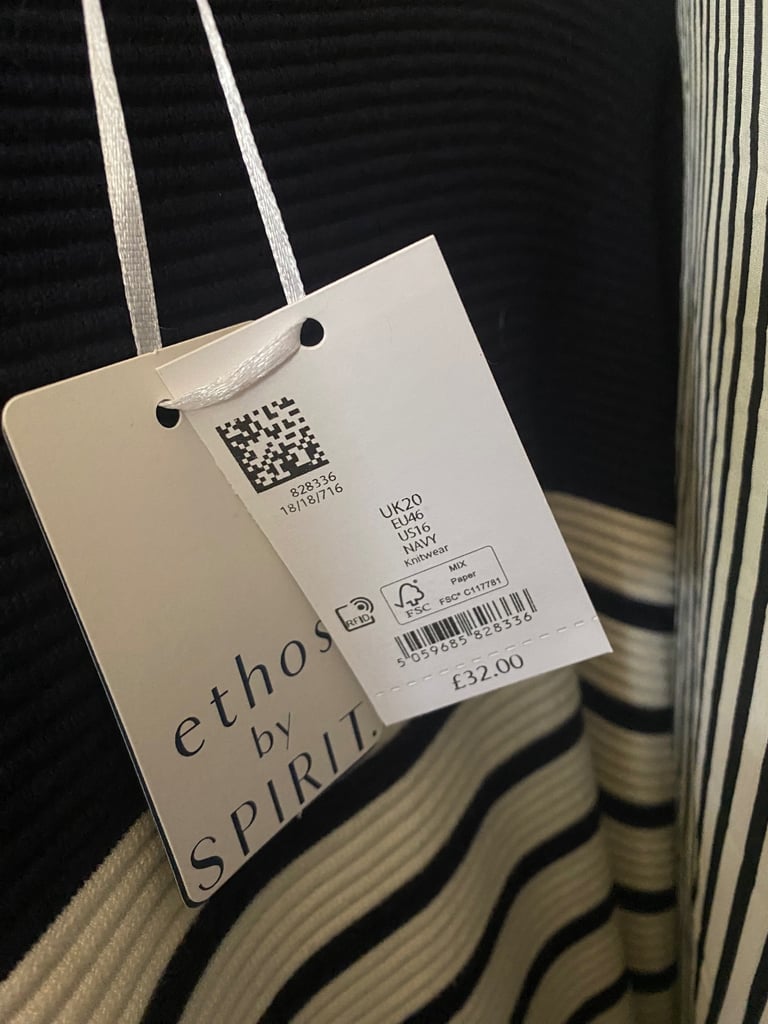 828336
18/18/716
UK20
EU46
US16
NAVY
Knitwear
MIX
Paper
FSC® C117781
FSC
RFID
5 059685 828336
£32.00
ethos
by
SPIRIT.